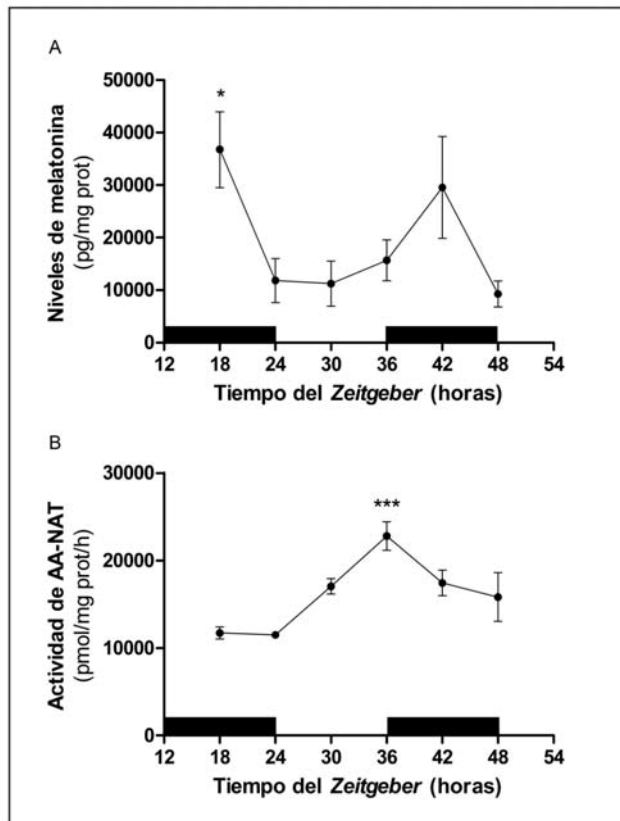 A
Niveles de melatonina
(pg/mg prot)
*
50000
40000
30000
20000
10000
0
12 18 24 30 36 42 48 54
Tiempo del Zeitgeber (horas)
B
Actividad de AA-NAT
(pmol/mg prot/h)
***
30000
20000
10000
0
12 18 24 30 36 42 48 54
Tiempo del Zeitgeber (horas)